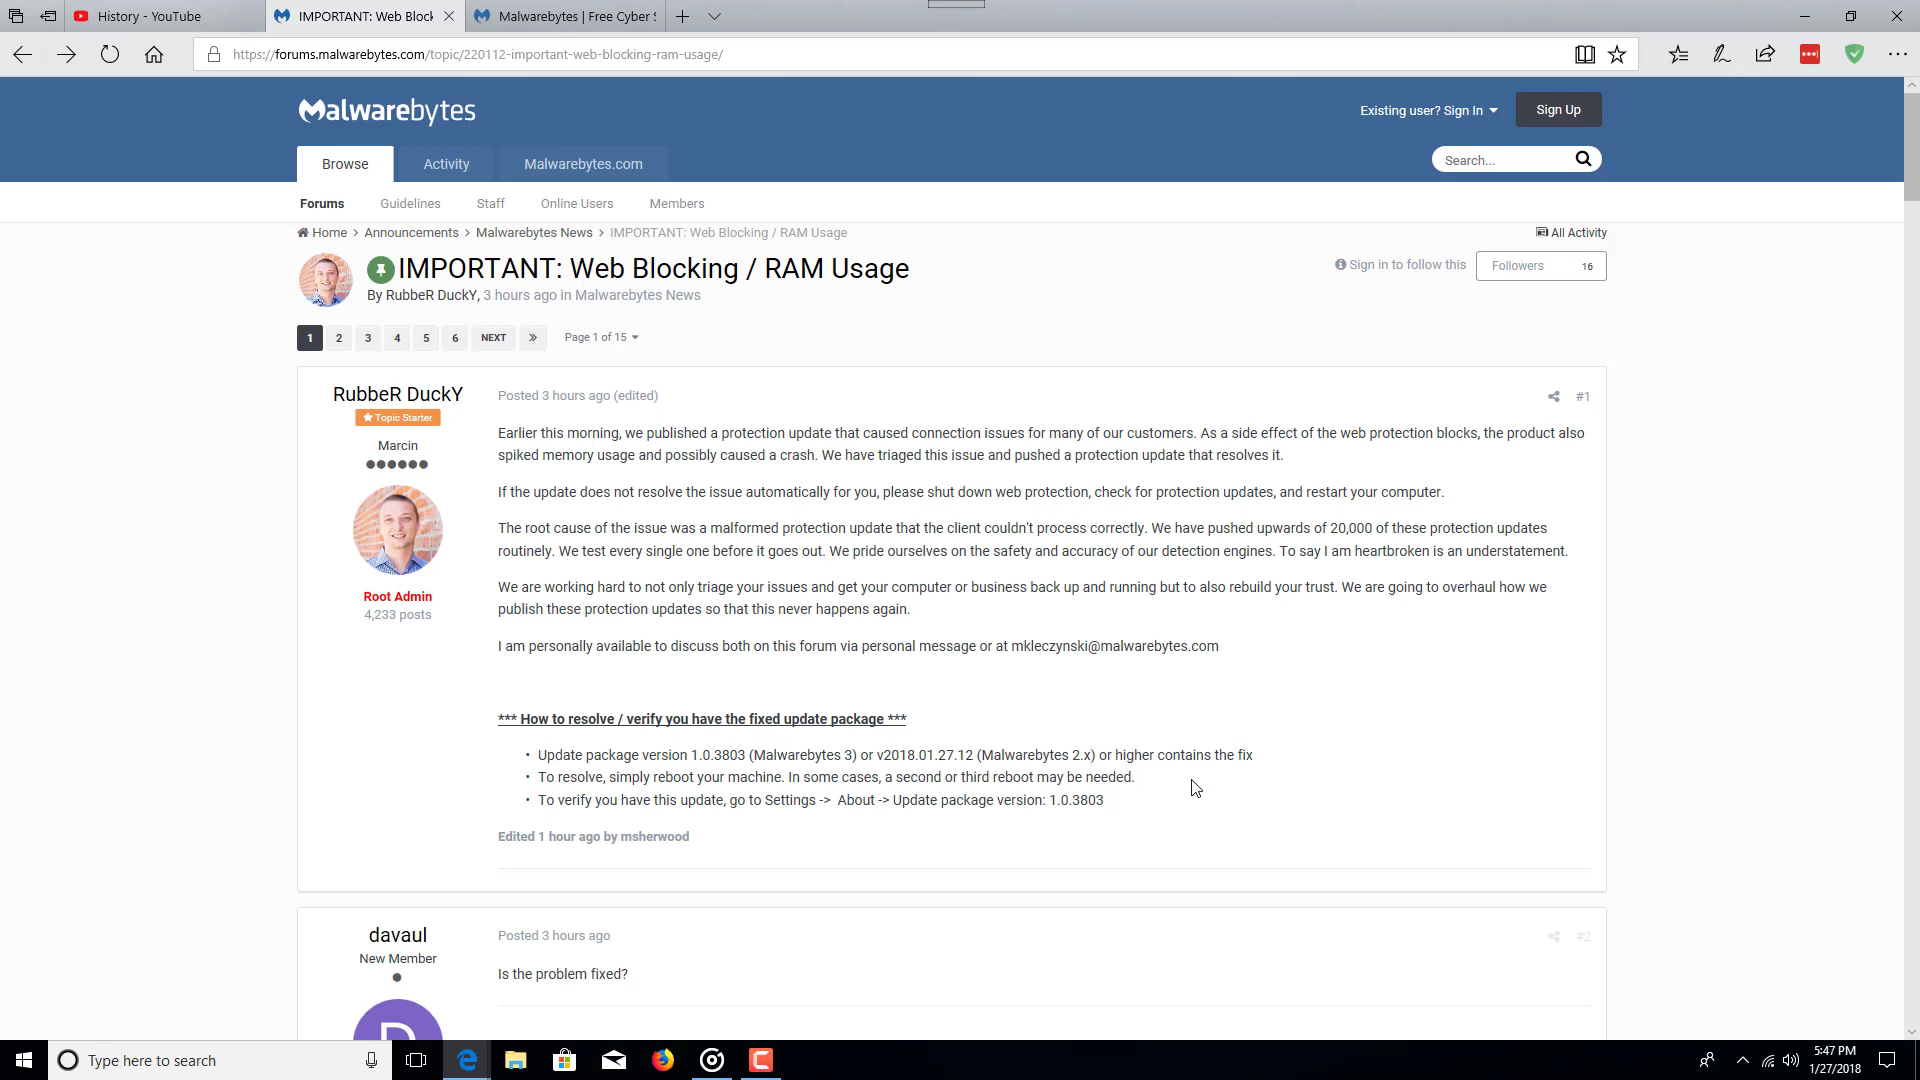 History - YouTube
IMPORTANT: Web Block
Malwarebytes | Free Cyber S
https://forums.malwarebytes.com/topic/220112-important-web-blocking-ram-usage/
Malwarebytes
Existing user? Sign In
Sign Up
Browse
Activity
Malwarebytes.com
Search...
Forums
Guidelines
Staff
Online Users
Members
Home > Announcements > Malwarebytes News > IMPORTANT: Web Blocking / RAM Usage
All Activity
IMPORTANT: Web Blocking / RAM Usage
By RubbeR DuckY, 3 hours ago in Malwarebytes News
Sign in to follow this
Followers 16
1 2 3 4 5 6 NEXT » Page 1 of 15
RubbeR DuckY
Topic Starter
Marcin
Root Admin
4,233 posts
Posted 3 hours ago (edited)
#1
Earlier this morning, we published a protection update that caused connection issues for many of our customers. As a side effect of the web protection blocks, the product also
spiked memory usage and possibly caused a crash. We have triaged this issue and pushed a protection update that resolves it.
If the update does not resolve the issue automatically for you, please shut down web protection, check for protection updates, and restart your computer.
The root cause of the issue was a malformed protection update that the client couldn't process correctly. We have pushed upwards of 20,000 of these protection updates
routinely. We test every single one before it goes out. We pride ourselves on the safety and accuracy of our detection engines. To say I am heartbroken is an understatement.
We are working hard to not only triage your issues and get your computer or business back up and running but to also rebuild your trust. We are going to overhaul how we
publish these protection updates so that this never happens again.
I am personally available to discuss both on this forum via personal message or at mkleczynski@malwarebytes.com
*** How to resolve / verify you have the fixed update package ***
• Update package version 1.0.3803 (Malwarebytes 3) or v2018.01.27.12 (Malwarebytes 2.x) or higher contains the fix
• To resolve, simply reboot your machine. In some cases, a second or third reboot may be needed.
• To verify you have this update, go to Settings -> About -> Update package version: 1.0.3803
Edited 1 hour ago by msherwood
davaul
New Member
D
Posted 3 hours ago
#2
Is the problem fixed?
Type here to search
5:47 PM
1/27/2018